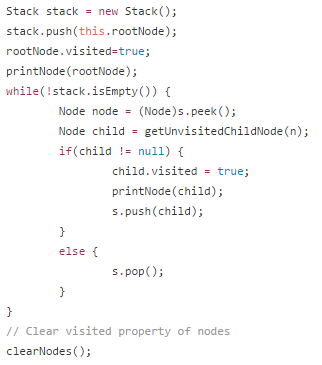 Stack stack = new Stack();
stack.push(this.rootNode);
rootNode.visited=true;
printNode(rootNode);
while(!stack.isEmpty()) {
        Node node = (Node)s.peek();
        Node child = getUnvisitedChildNode(n);
        if(child != null) {
                child.visited = true;
                printNode(child);
                s.push(child);
        }
        else {
                s.pop();
        }
}
// Clear visited property of nodes
clearNodes();